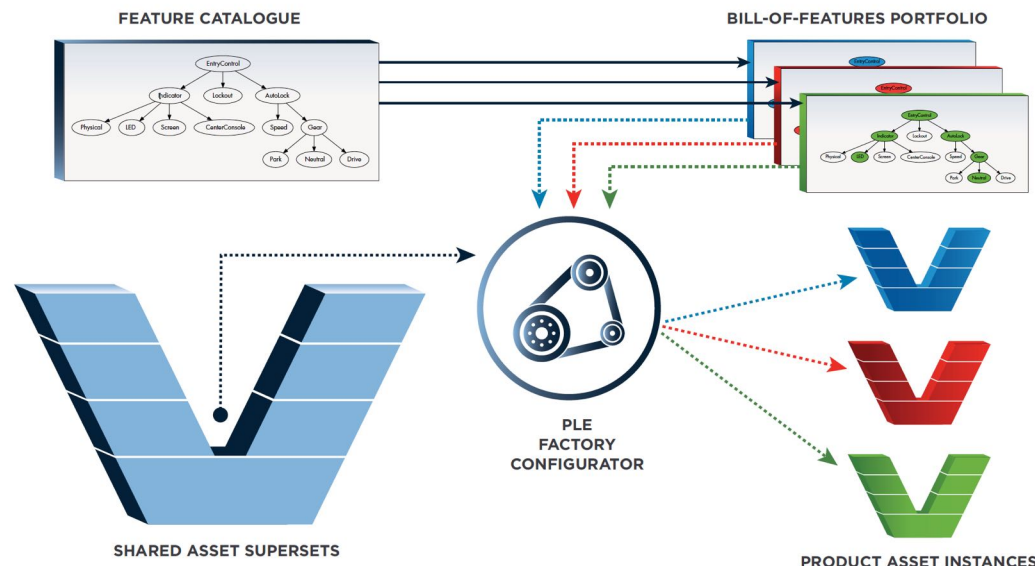 FEATURE CATALOGUE
BILL-OF-FEATURES PORTFOLIO
EntryControl
Indicator Lockout AutoLock
Physical LED Screen CenterConsole Speed Gear
Park Neutral Drive
EntryControl
EntryControl
EntryControl
Indicator Lockout AutoLock
Physical LED Screen CenterConsole Speed Gear
Park Neutral Drive
PLE
FACTORY
CONFIGURATOR
SHARED ASSET SUPERSETS
PRODUCT ASSET INSTANCES